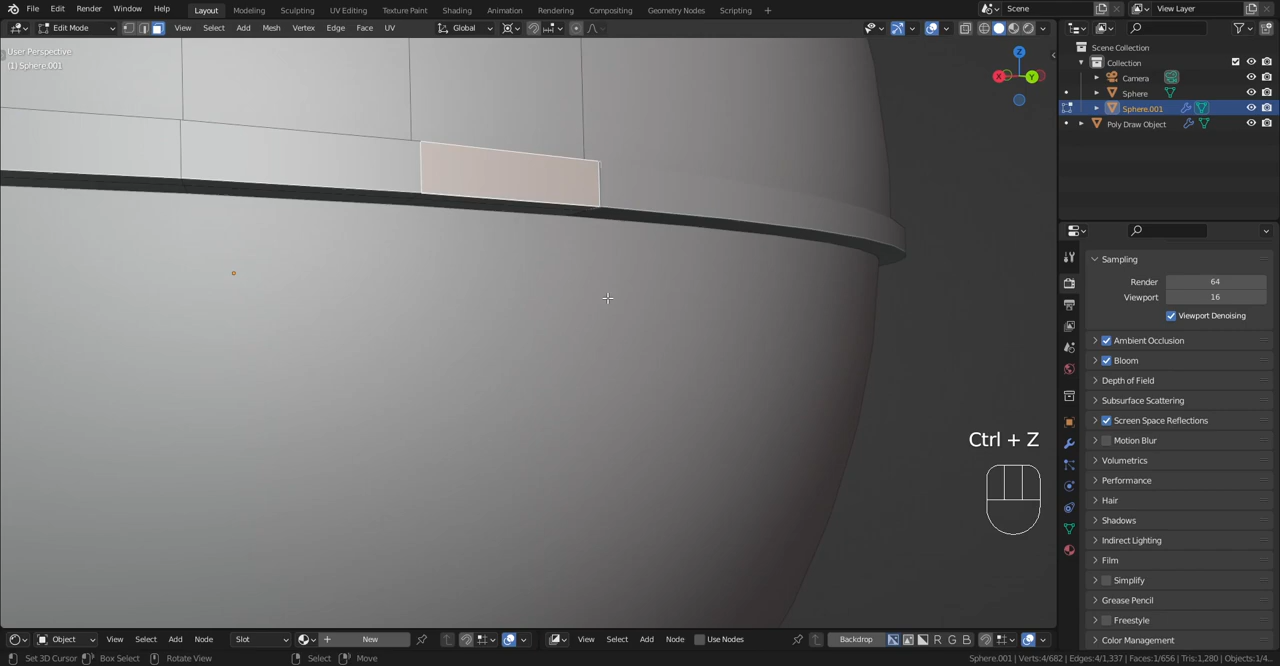 File Edit Render Window Help Layout Modeling Sculpting UV Editing Texture Paint Shading Animation Rendering Compositing Geometry Nodes Scripting + Scene View Layer
Edit Mode View Select Add Mesh Vertex Edge Face UV Global
User Perspective
(1) Sphere.001
X Y Z
Scene Collection
Collection
Camera
Sphere
Sphere.001
Poly Draw Object
Sampling
Render 64
Viewport 16
Viewport Denoising
Ambient Occlusion
Bloom
Depth of Field
Subsurface Scattering
Screen Space Reflections
Motion Blur
Volumetrics
Performance
Hair
Shadows
Indirect Lighting
Film
Simplify
Grease Pencil
Freestyle
Color Management
Ctrl + Z
Object View Select Add Node Slot New View Select Add Node Use Nodes Backdrop R G B
Set 3D Cursor Box Select Rotate View Select Move Sphere.001 | Verts:4/682 | Edges:4/1,337 | Faces:1/656 | Tris:1,280 | Objects:1/4...